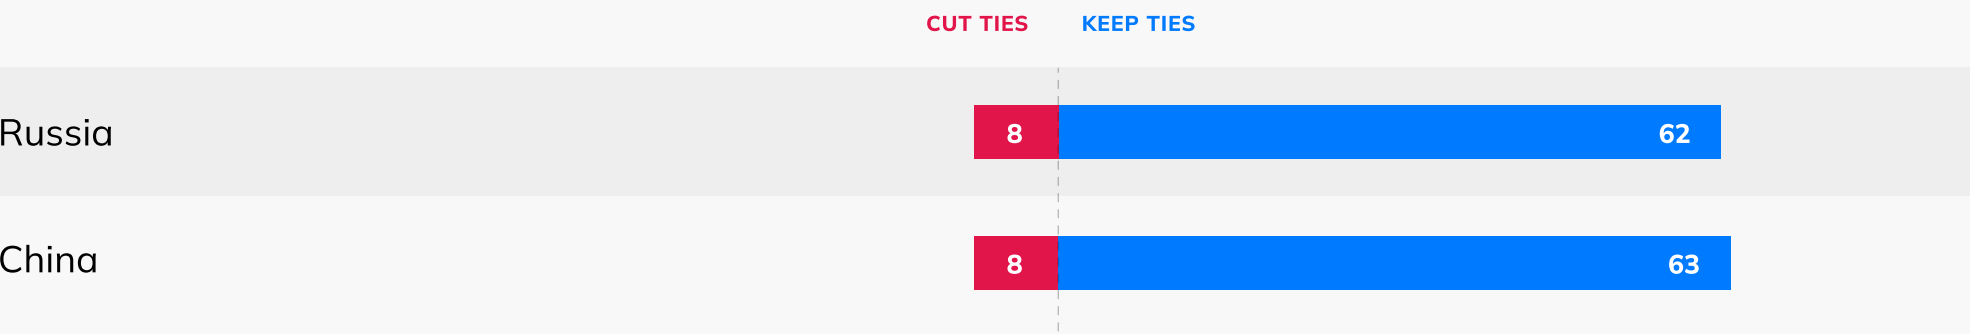 CUT TIES KEEP TIES
Russia 8 62
China 8 63